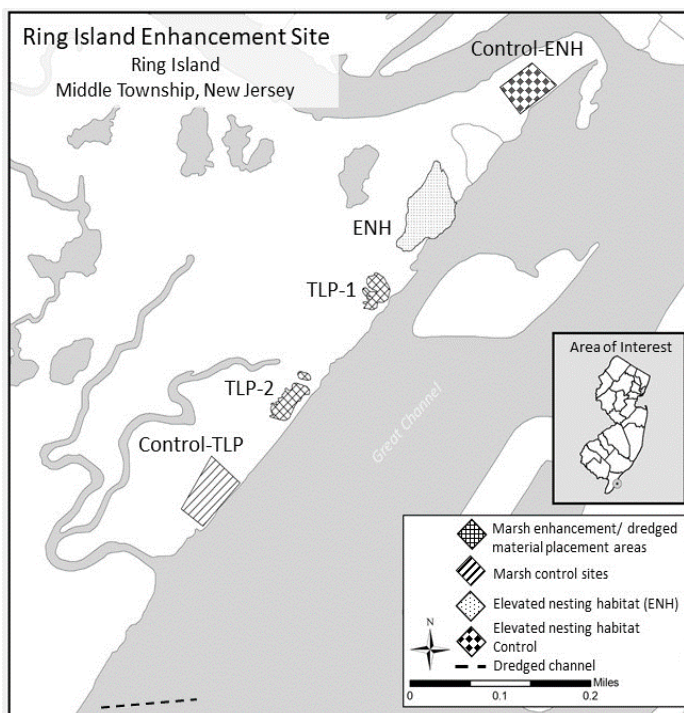 Ring Island Enhancement Site
Ring Island
Middle Township, New Jersey
Control-ENH
ENH
TLP-1
TLP-2
Control-TLP
Great Channel
Area of Interest
Marsh enhancement/ dredged
material placement areas
Marsh control sites
Elevated nesting habitat (ENH)
Elevated nesting habitat
Control
Dredged channel
N
Miles
0 0.1 0.2